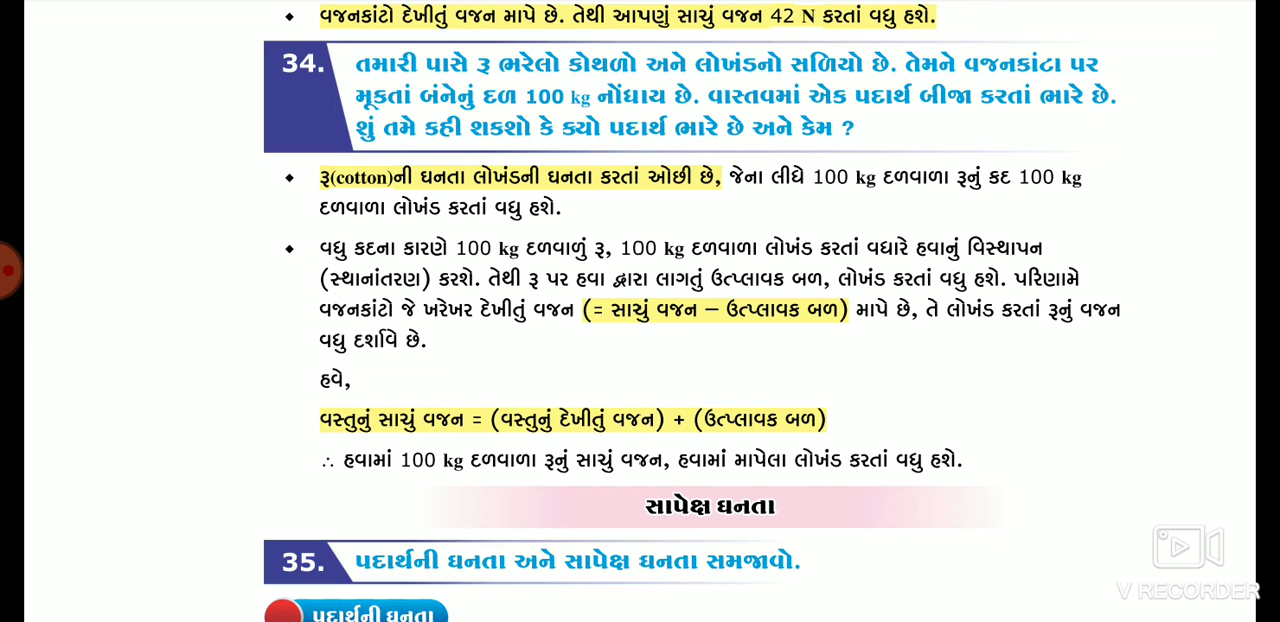 • વજનકાંટો દેખીતું વજન માપે છે. તેથી આપણું સાચું વજન 42 N કરતાં વધુ હશે.
34. તમારી પાસે રૂ ભરેલો કોથળો અને લોખંડનો સળિયો છે. તેમને વજનકાંટા પર
મૂકતાં બંનેનું દળ 100 kg નોંધાય છે. વાસ્તવમાં એક પદાર્થ બીજા કરતાં ભારે છે.
શું તમે કહી શકશો કે ક્યો પદાર્થ ભારે છે અને કેમ ?
• રૂ(cotton)ની ઘનતા લોખંડની ઘનતા કરતાં ઓછી છે, જેના લીધે 100 kg દળવાળા રૂનું કદ 100 kg
દળવાળા લોખંડ કરતાં વધુ હશે.
• વધુ કદના કારણે 100 kg દળવાળું રૂ, 100 kg દળવાળા લોખંડ કરતાં વધારે હવાનું વિસ્થાપન
(સ્થાનાંતરણ) કરશે. તેથી રૂ પર હવા દ્વારા લાગતું ઉત્પ્લાવક બળ, લોખંડ કરતાં વધુ હશે. પરિણામે
વજનકાંટો જે ખરેખર દેખીતું વજન (= સાચું વજન – ઉત્પ્લાવક બળ) માપે છે, તે લોખંડ કરતાં રૂનું વજન
વધુ દર્શાવે છે.
હવે,
વસ્તુનું સાચું વજન = (વસ્તુનું દેખીતું વજન) + (ઉત્પ્લાવક બળ)
∴ હવામાં 100 kg દળવાળા રૂનું સાચું વજન, હવામાં માપેલા લોખંડ કરતાં વધુ હશે.
સાપેક્ષ ઘનતા
35. પદાર્થની ઘનતા અને સાપેક્ષ ઘનતા સમજાવો.
પદાર્થની ઘનતા
V RECORDER